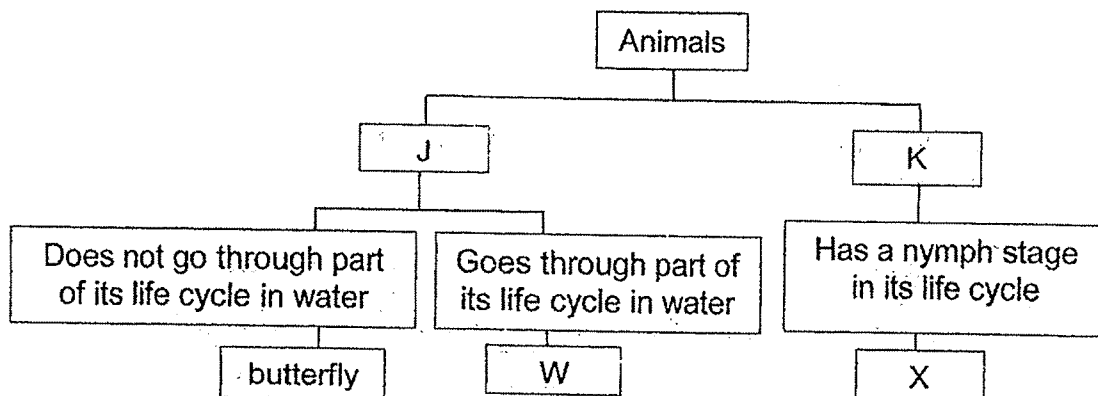 Animals
J
K
Does not go through part
of its life cycle in water
Goes through part of
its life cycle in water
Has a nymph stage
in its life cycle
butterfly
W
X